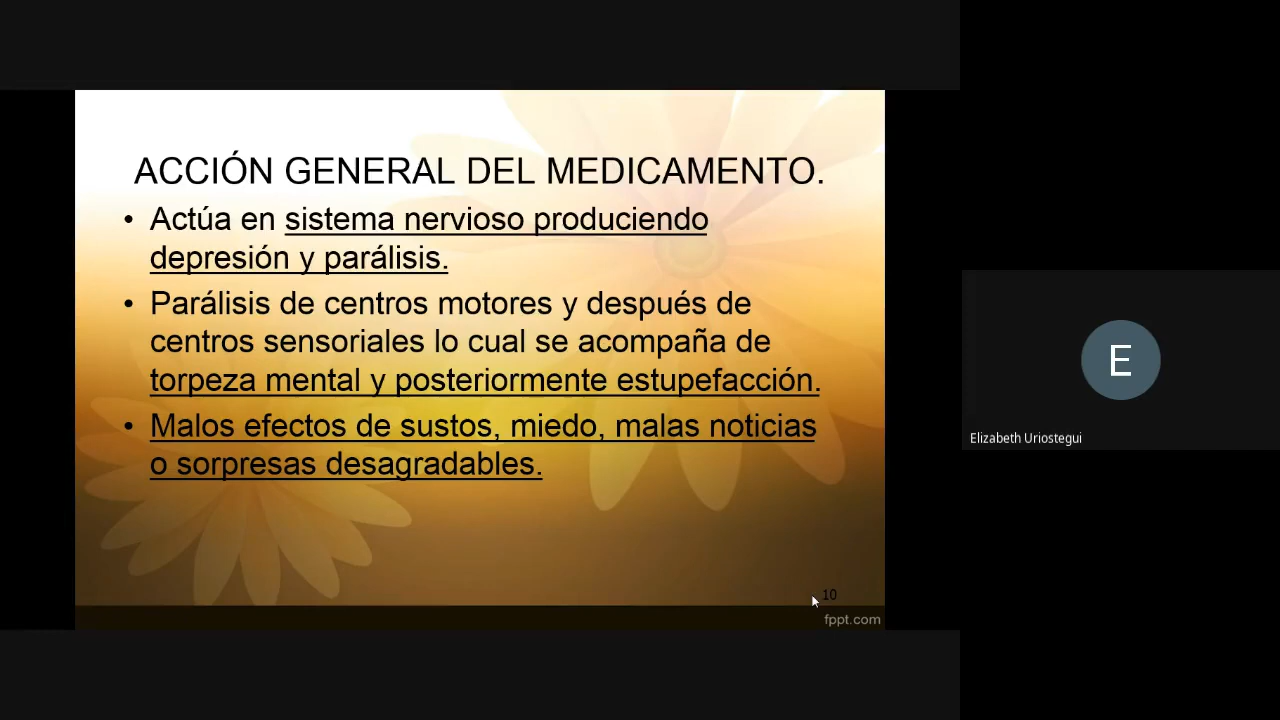 ACCIÓN GENERAL DEL MEDICAMENTO.
• Actúa en sistema nervioso produciendo
depresión y parálisis.
• Parálisis de centros motores y después de
centros sensoriales lo cual se acompaña de
torpeza mental y posteriormente estupefacción.
• Malos efectos de sustos, miedo, malas noticias
o sorpresas desagradables.
10
fppt.com
E
Elizabeth Uriostegui